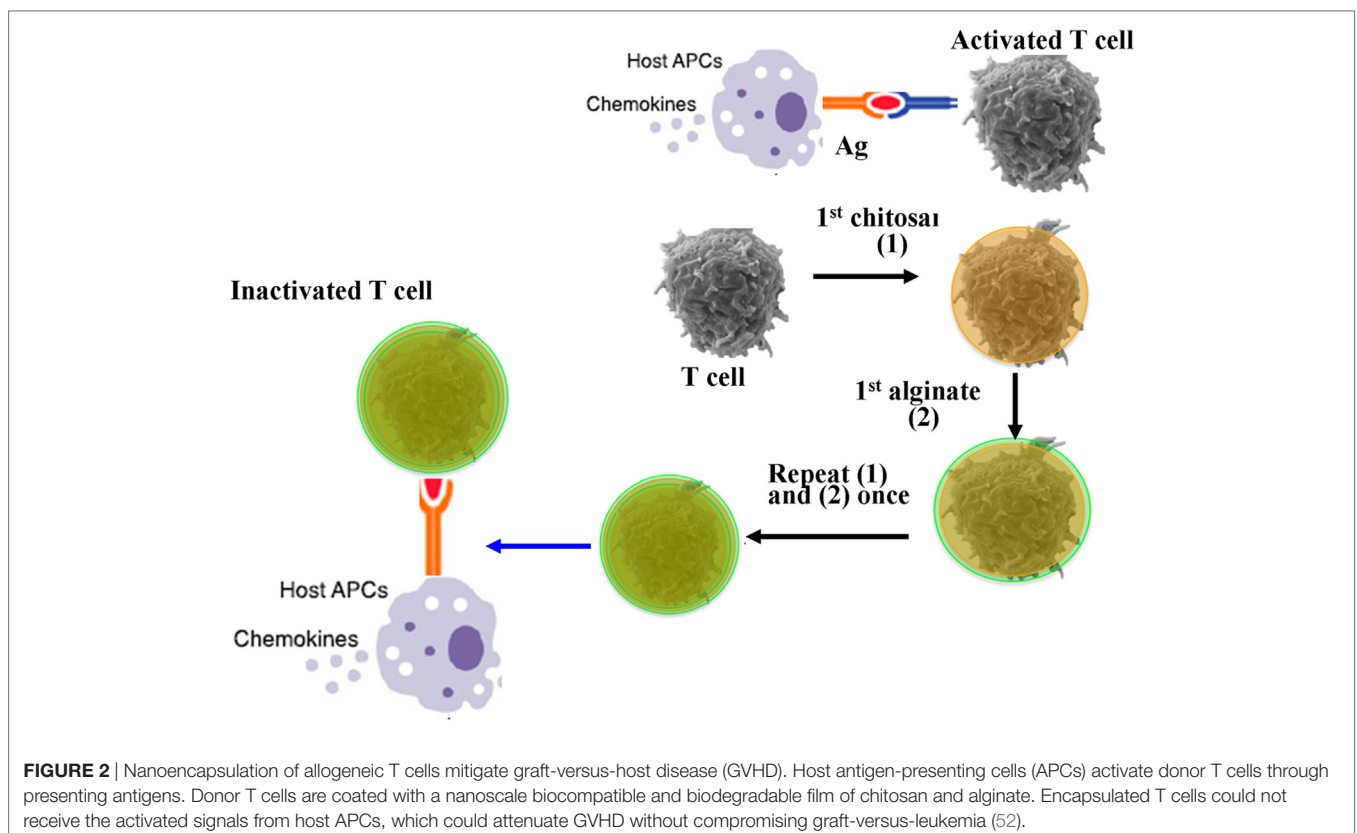 Activated T cell
Host APCs
Chemokines
Ag
1st chitosar
(1)
T cell
Inactivated T cell
1st alginate
(2)
Repeat (1)
and (2) once
Host APCs
Chemokines
FIGURE 2 | Nanoencapsulation of allogeneic T cells mitigate graft-versus-host disease (GVHD). Host antigen-presenting cells (APCs) activate donor T cells through
presenting antigens. Donor T cells are coated with a nanoscale biocompatible and biodegradable film of chitosan and alginate. Encapsulated T cells could not
receive the activated signals from host APCs, which could attenuate GVHD without compromising graft-versus-leukemia (52).